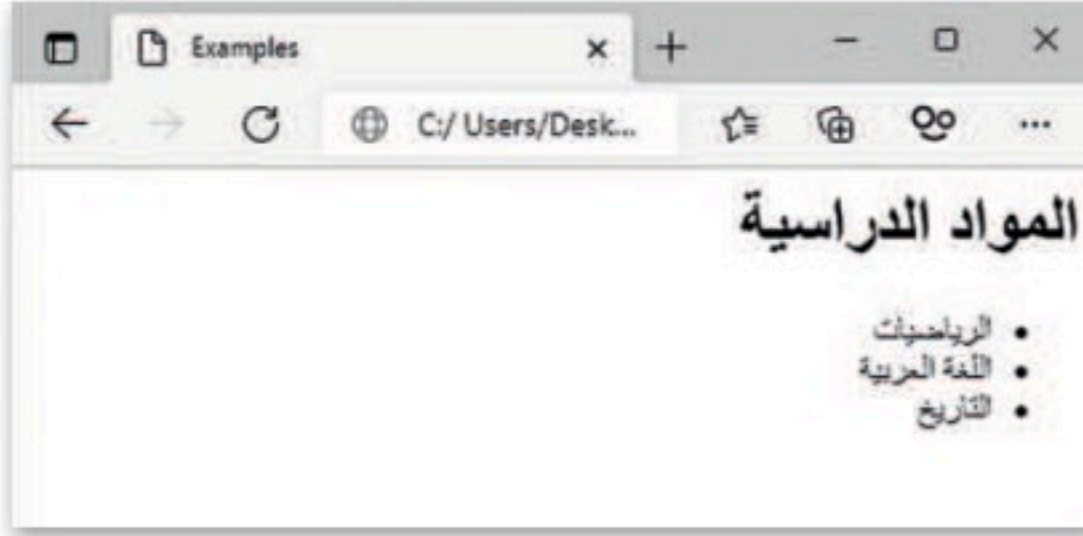 Examples
C:/ Users/Desk...
المواد الدراسية
• الرياضيات
• اللغة العربية
• التاريخ